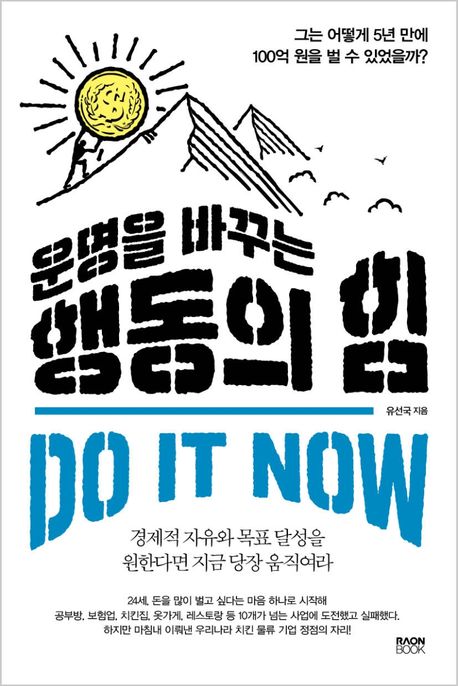 그는 어떻게 5년 만에
100억 원을 벌 수 있었을까?
운명을 바꾸는
행동의 힘
유선국 지음
DO IT NOW
경제적 자유와 목표 달성을
원한다면 지금 당장 움직여라
24세, 돈을 많이 벌고 싶다는 마음 하나로 시작해
공부방, 보험업, 치킨집, 옷가게, 레스토랑 등 10개가 넘는 사업에 도전했고 실패했다.
하지만 마침내 이뤄낸 우리나라 치킨 물류 기업 정점의 자리!
RAON
BOOK